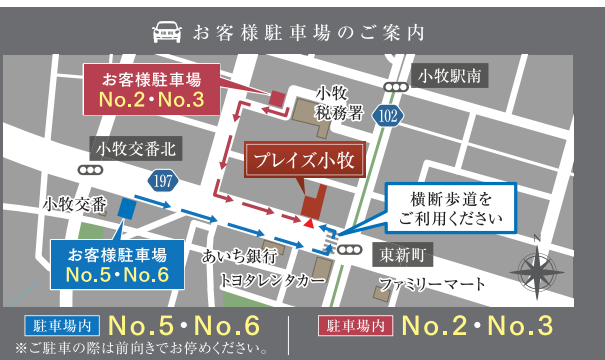 お客様駐車場のご案内
お客様駐車場
No.2・No.3
小牧
税務署
小牧駅南
102
小牧交番北
プレイズ小牧
197
横断歩道を
ご利用ください
小牧交番
お客様駐車場
No.5・No.6
あいち銀行
東新町
トヨタレンタカー
ファミリーマート
N
駐車場内 No.5・No.6
駐車場内 No.2・No.3
※ご駐車の際は前向きでお停めください。